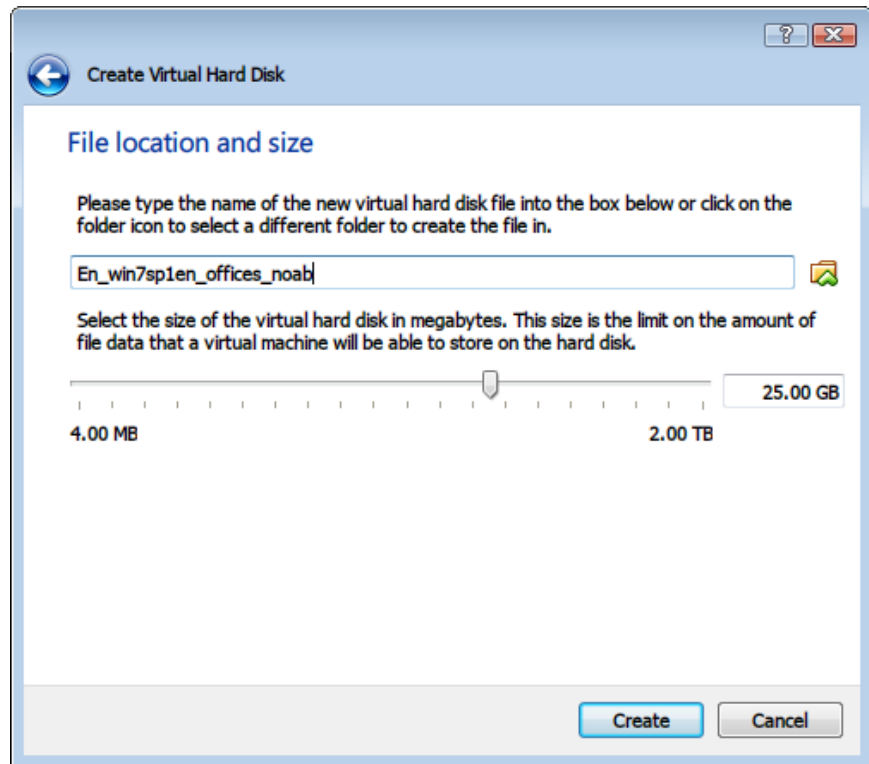 ?
Create Virtual Hard Disk
File location and size
Please type the name of the new virtual hard disk file into the box below or click on the
folder icon to select a different folder to create the file in.
En_win7sp1en_offices_noab
Select the size of the virtual hard disk in megabytes. This size is the limit on the amount of
file data that a virtual machine will be able to store on the hard disk.
25.00 GB
4.00 MB 2.00 TB
Create Cancel